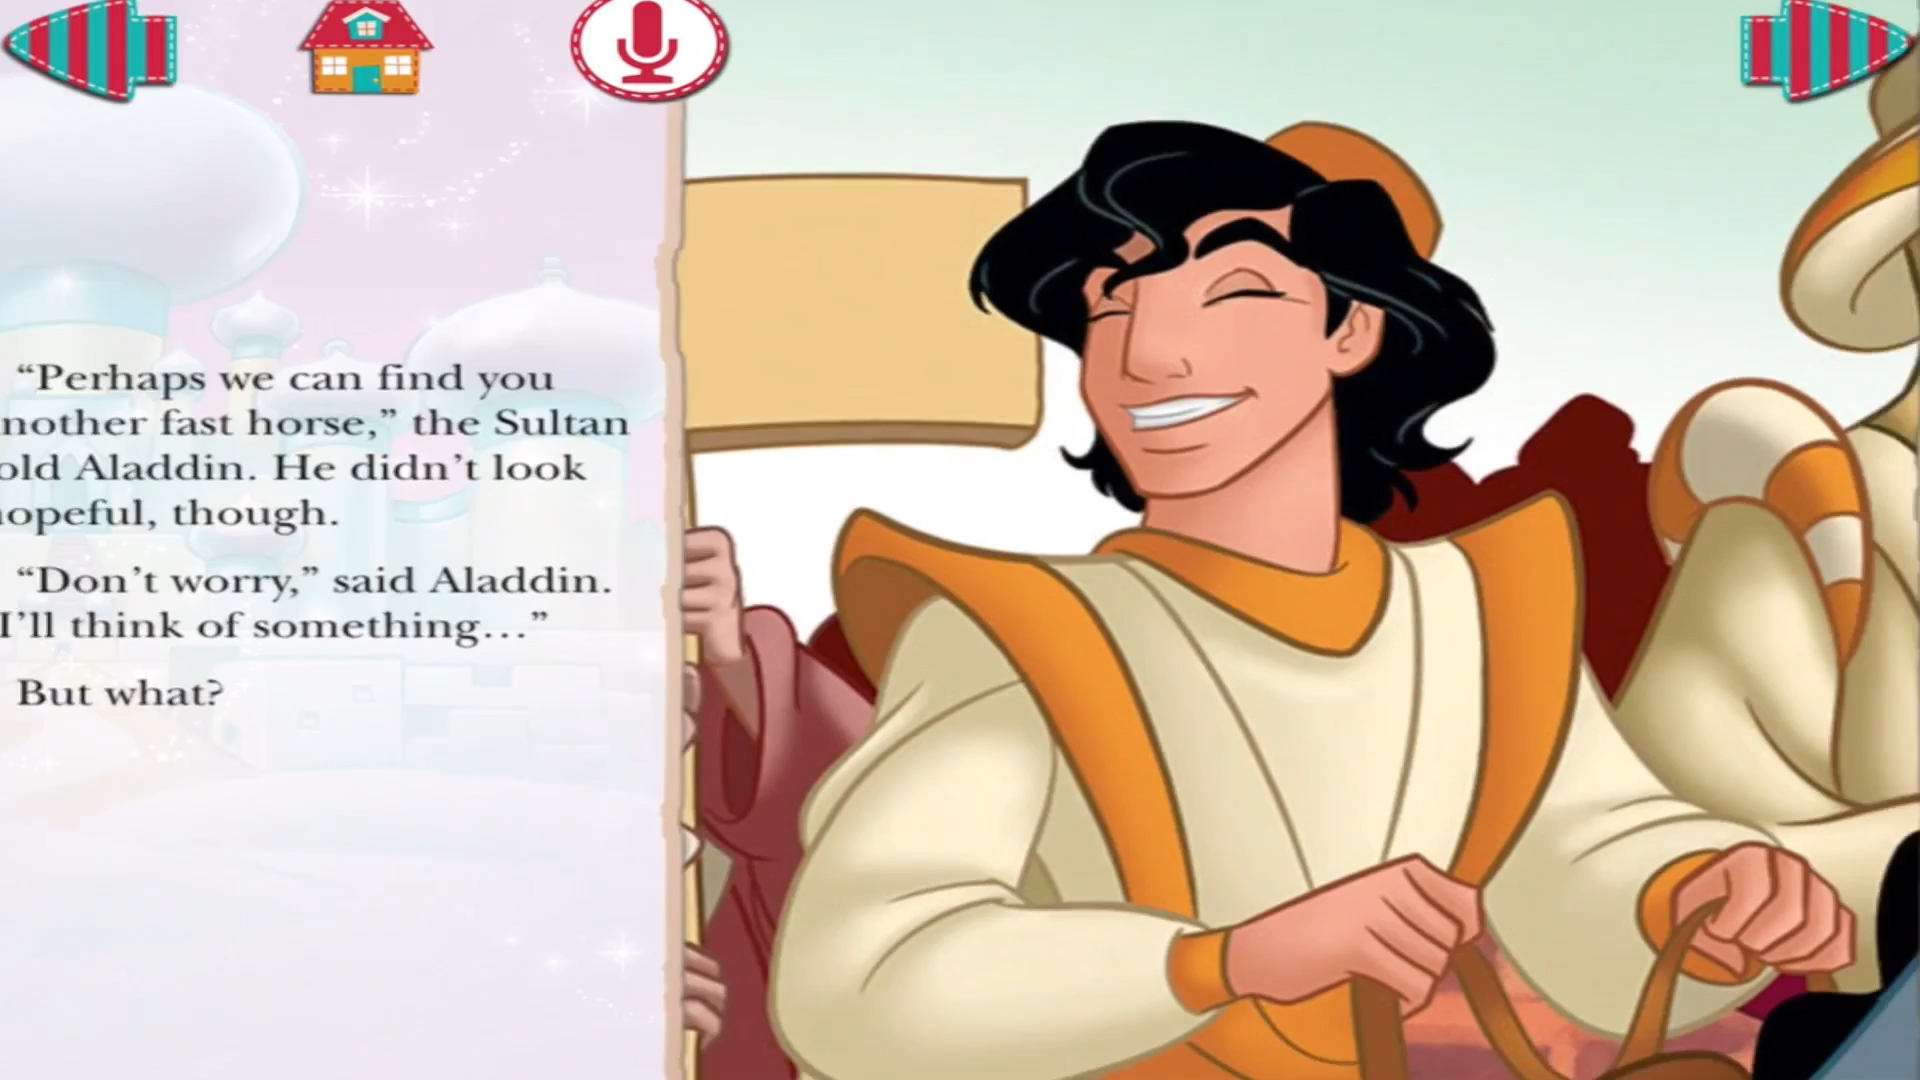 “Perhaps we can find you
nother fast horse,” the Sultan
old Aladdin. He didn’t look
opeful, though.
“Don’t worry,” said Aladdin.
I’ll think of something...”
But what?